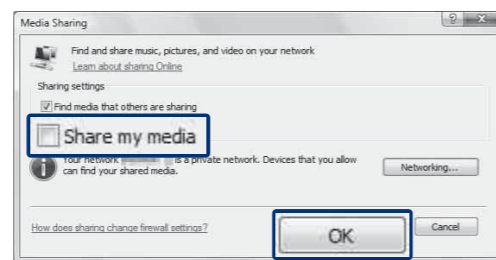 Media Sharing
Find and share music, pictures, and video on your network
Learn about sharing Online
Sharing settings
Find media that others are sharing
Share my media
Your network is a private network. Devices that you allow
can find your shared media.
Networking...
How does sharing change firewall settings?
OK
Cancel